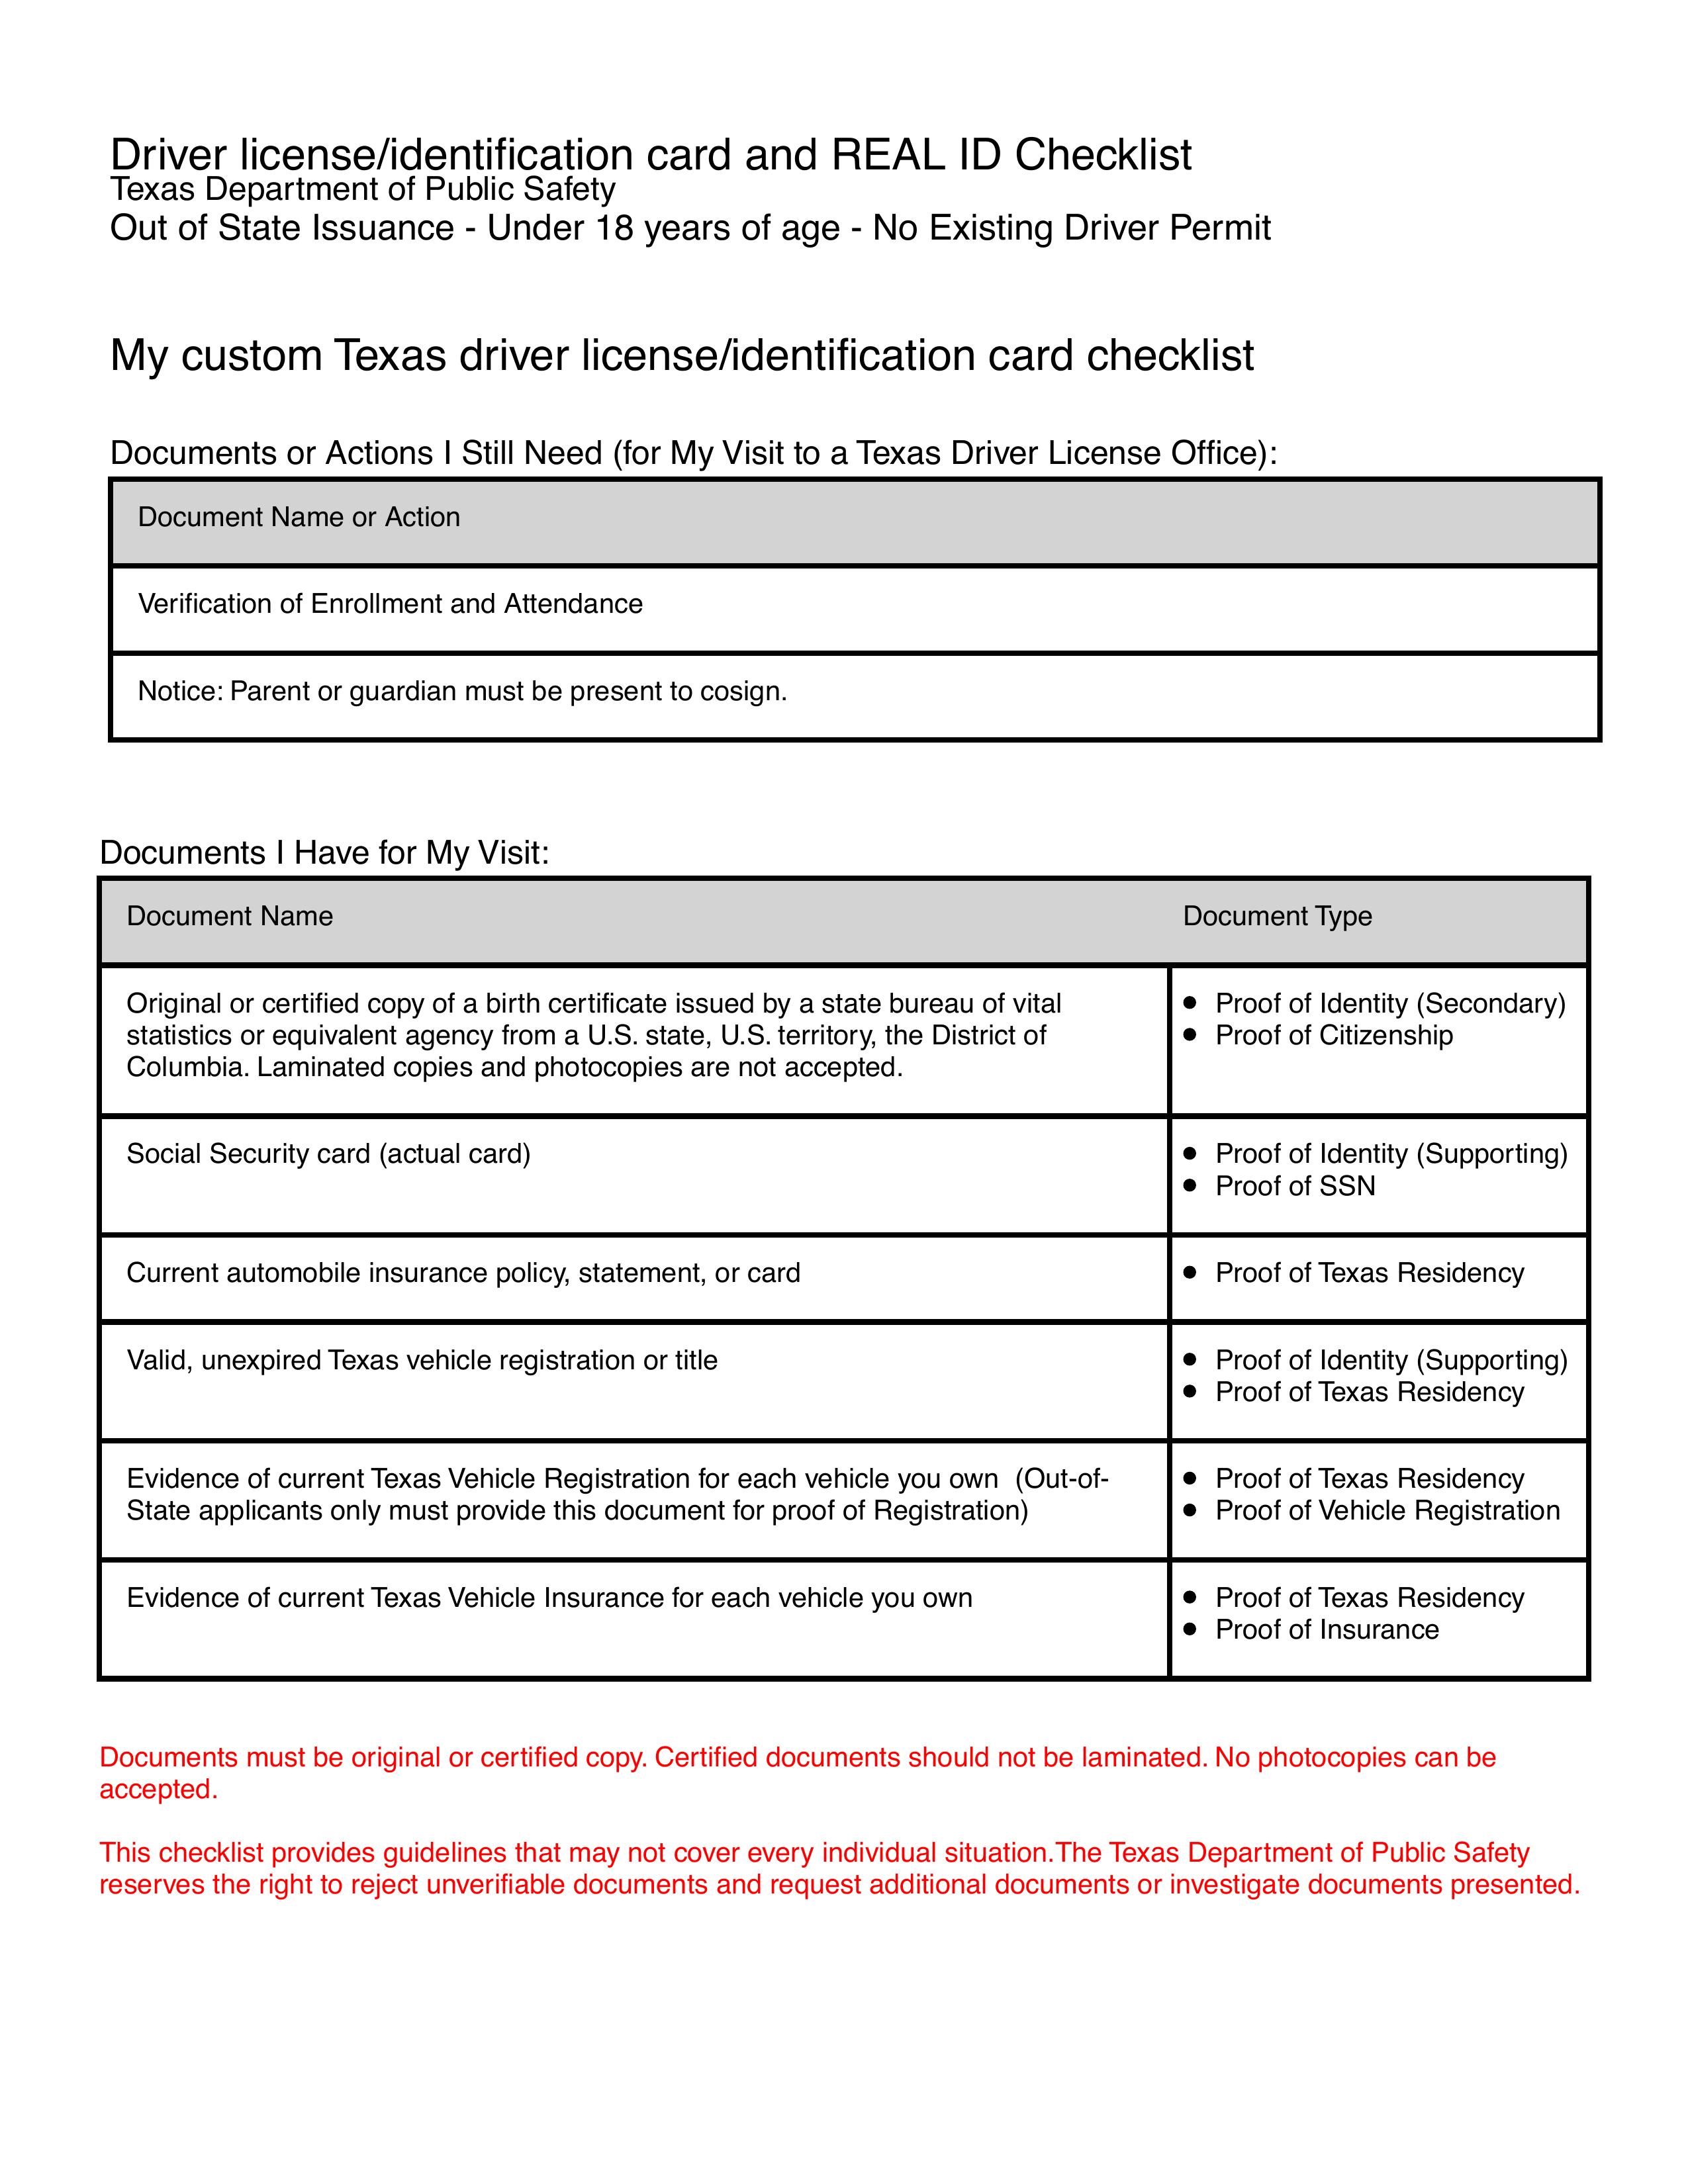 Driver license/identification card and REAL ID Checklist
Texas Department of Public Safety
Out of State Issuance - Under 18 years of age - No Existing Driver Permit
My custom Texas driver license/identification card checklist
Documents or Actions I Still Need (for My Visit to a Texas Driver License Office):
Document Name or Action
Verification of Enrollment and Attendance
Notice: Parent or guardian must be present to cosign.
Documents I Have for My Visit:
Document Name Document Type
Original or certified copy of a birth certificate issued by a state bureau of vital
statistics or equivalent agency from a U.S. state, U.S. territory, the District of
Columbia. Laminated copies and photocopies are not accepted.
● Proof of Identity (Secondary)
● Proof of Citizenship
Social Security card (actual card)
● Proof of Identity (Supporting)
● Proof of SSN
Current automobile insurance policy, statement, or card
● Proof of Texas Residency
Valid, unexpired Texas vehicle registration or title
● Proof of Identity (Supporting)
● Proof of Texas Residency
Evidence of current Texas Vehicle Registration for each vehicle you own  (Out-of-
State applicants only must provide this document for proof of Registration)
● Proof of Texas Residency
● Proof of Vehicle Registration
Evidence of current Texas Vehicle Insurance for each vehicle you own
● Proof of Texas Residency
● Proof of Insurance
Documents must be original or certified copy. Certified documents should not be laminated. No photocopies can be
accepted.
This checklist provides guidelines that may not cover every individual situation.The Texas Department of Public Safety
reserves the right to reject unverifiable documents and request additional documents or investigate documents presented.